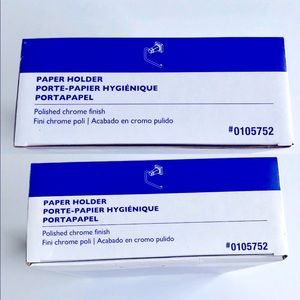 PAPER HOLDER
PORTE-PAPIER HYGIÉNIQUE
PORTAPAPEL
Polished chrome finish
Fini chrome poli | Acabado en cromo pulido
#0105752
PAPER HOLDER
PORTE-PAPIER HYGIÉNIQUE
PORTAPAPEL
Polished chrome finish
Fini chrome poli | Acabado en cromo pulido
#0105752